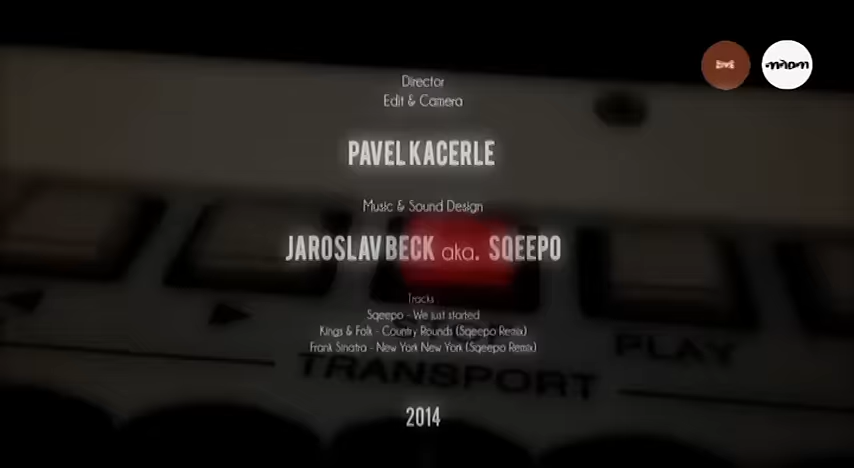 Director
Edit & Camera
PAVEL KACERLE
Music & Sound Design
JAROSLAV BECK aka. SQEEPO
Tracks
Sqeepo - We just started
Kings & Folk - Country Rounds (Sqeepo Remix)
Frank Sinatra - New York New York (Sqeepo Remix)
PLAY
TRANSPORT
2014